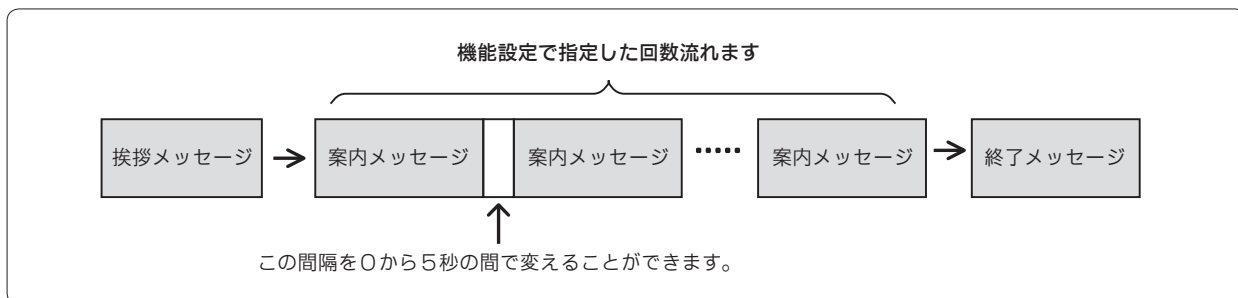 機能設定で指定した回数流れます
挨拶メッセージ → 案内メッセージ 案内メッセージ ・・・・・ 案内メッセージ → 終了メッセージ
この間隔を０から５秒の間で変えることができます。